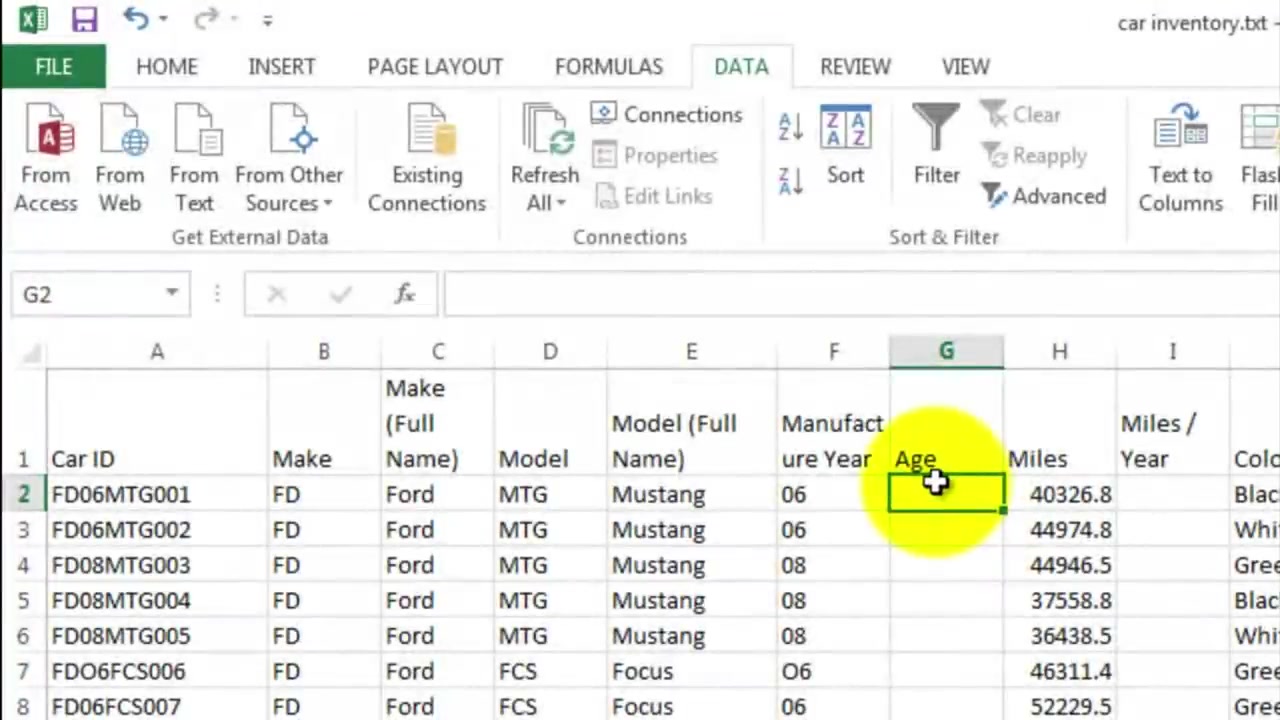 car inventory.txt -
FILE HOME INSERT PAGE LAYOUT FORMULAS DATA REVIEW VIEW
From Access
From Web
From Text
From Other Sources
Existing Connections
Refresh All
Connections
Properties
Edit Links
A Z
Z A
Z A
A Z
Sort
Filter
Clear
Reapply
Advanced
Text to Columns
Flas
Fill
Get External Data
Connections
Sort & Filter
G2
fx
A B C D E F G H I
1 Car ID Make Make (Full Name) Model Model (Full Name) Manufact ure Year Age Miles Miles / Year Colo
2 FD06MTG001 FD Ford MTG Mustang 06 40326.8 Blac
3 FD06MTG002 FD Ford MTG Mustang 06 44974.8 Whi
4 FD08MTG003 FD Ford MTG Mustang 08 44946.5 Gree
5 FD08MTG004 FD Ford MTG Mustang 08 37558.8 Blac
6 FD08MTG005 FD Ford MTG Mustang 08 36438.5 Whi
7 FDO6FCS006 FD Ford FCS Focus O6 46311.4 Gree
8 FD06FCS007 FD Ford FCS Focus 06 52229.5 Gree